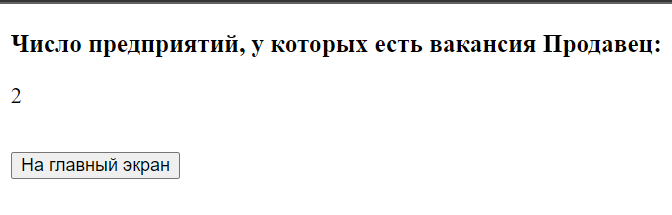 Число предприятий, у которых есть вакансия Продавец:
2
На главный экран